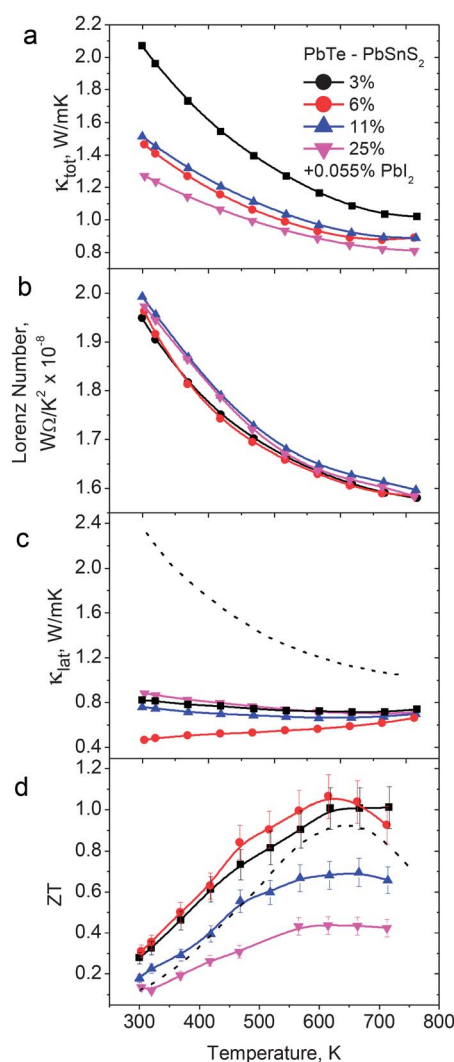 a
PbTe - PbSnS₂
3%
6%
11%
25%
+0.055% PbI₂
κtot, W/mK
2.2
2.0
1.8
1.6
1.4
1.2
1.0
0.8
b
Lorenz Number,
WΩ/K² x 10⁻⁸
2.0
1.9
1.8
1.7
1.6
c
κlat, W/mK
2.4
2.0
1.6
1.2
0.8
0.4
d
ZT
1.2
1.0
0.8
0.6
0.4
0.2
300 400 500 600 700 800
Temperature, K